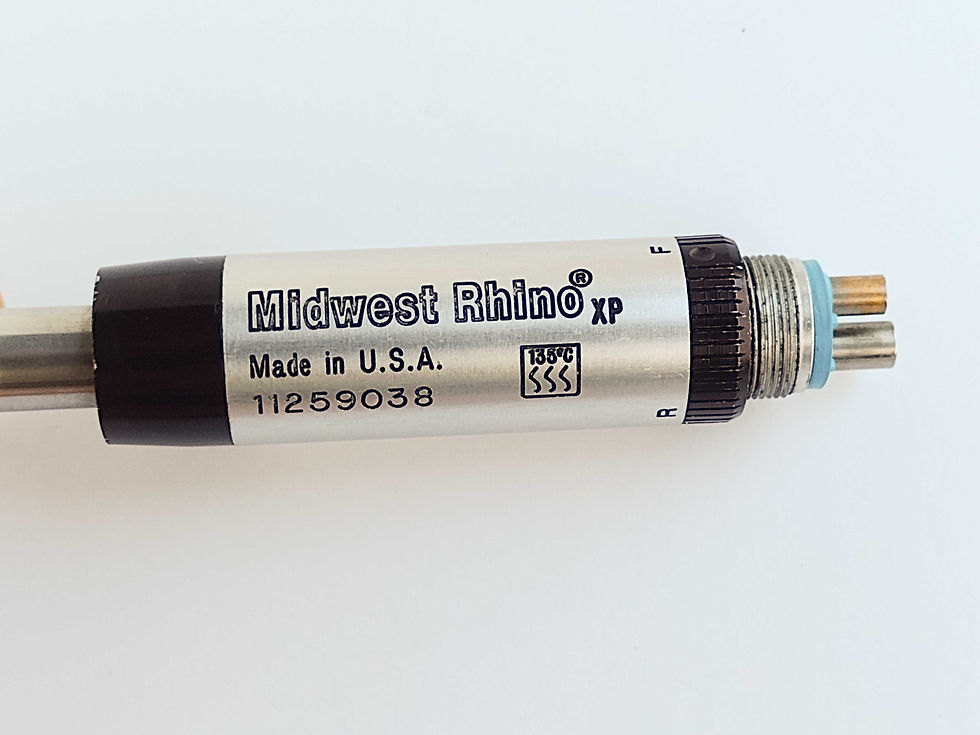 F
Midwest Rhino® XP
Made in U.S.A.
135°C
11259038
R